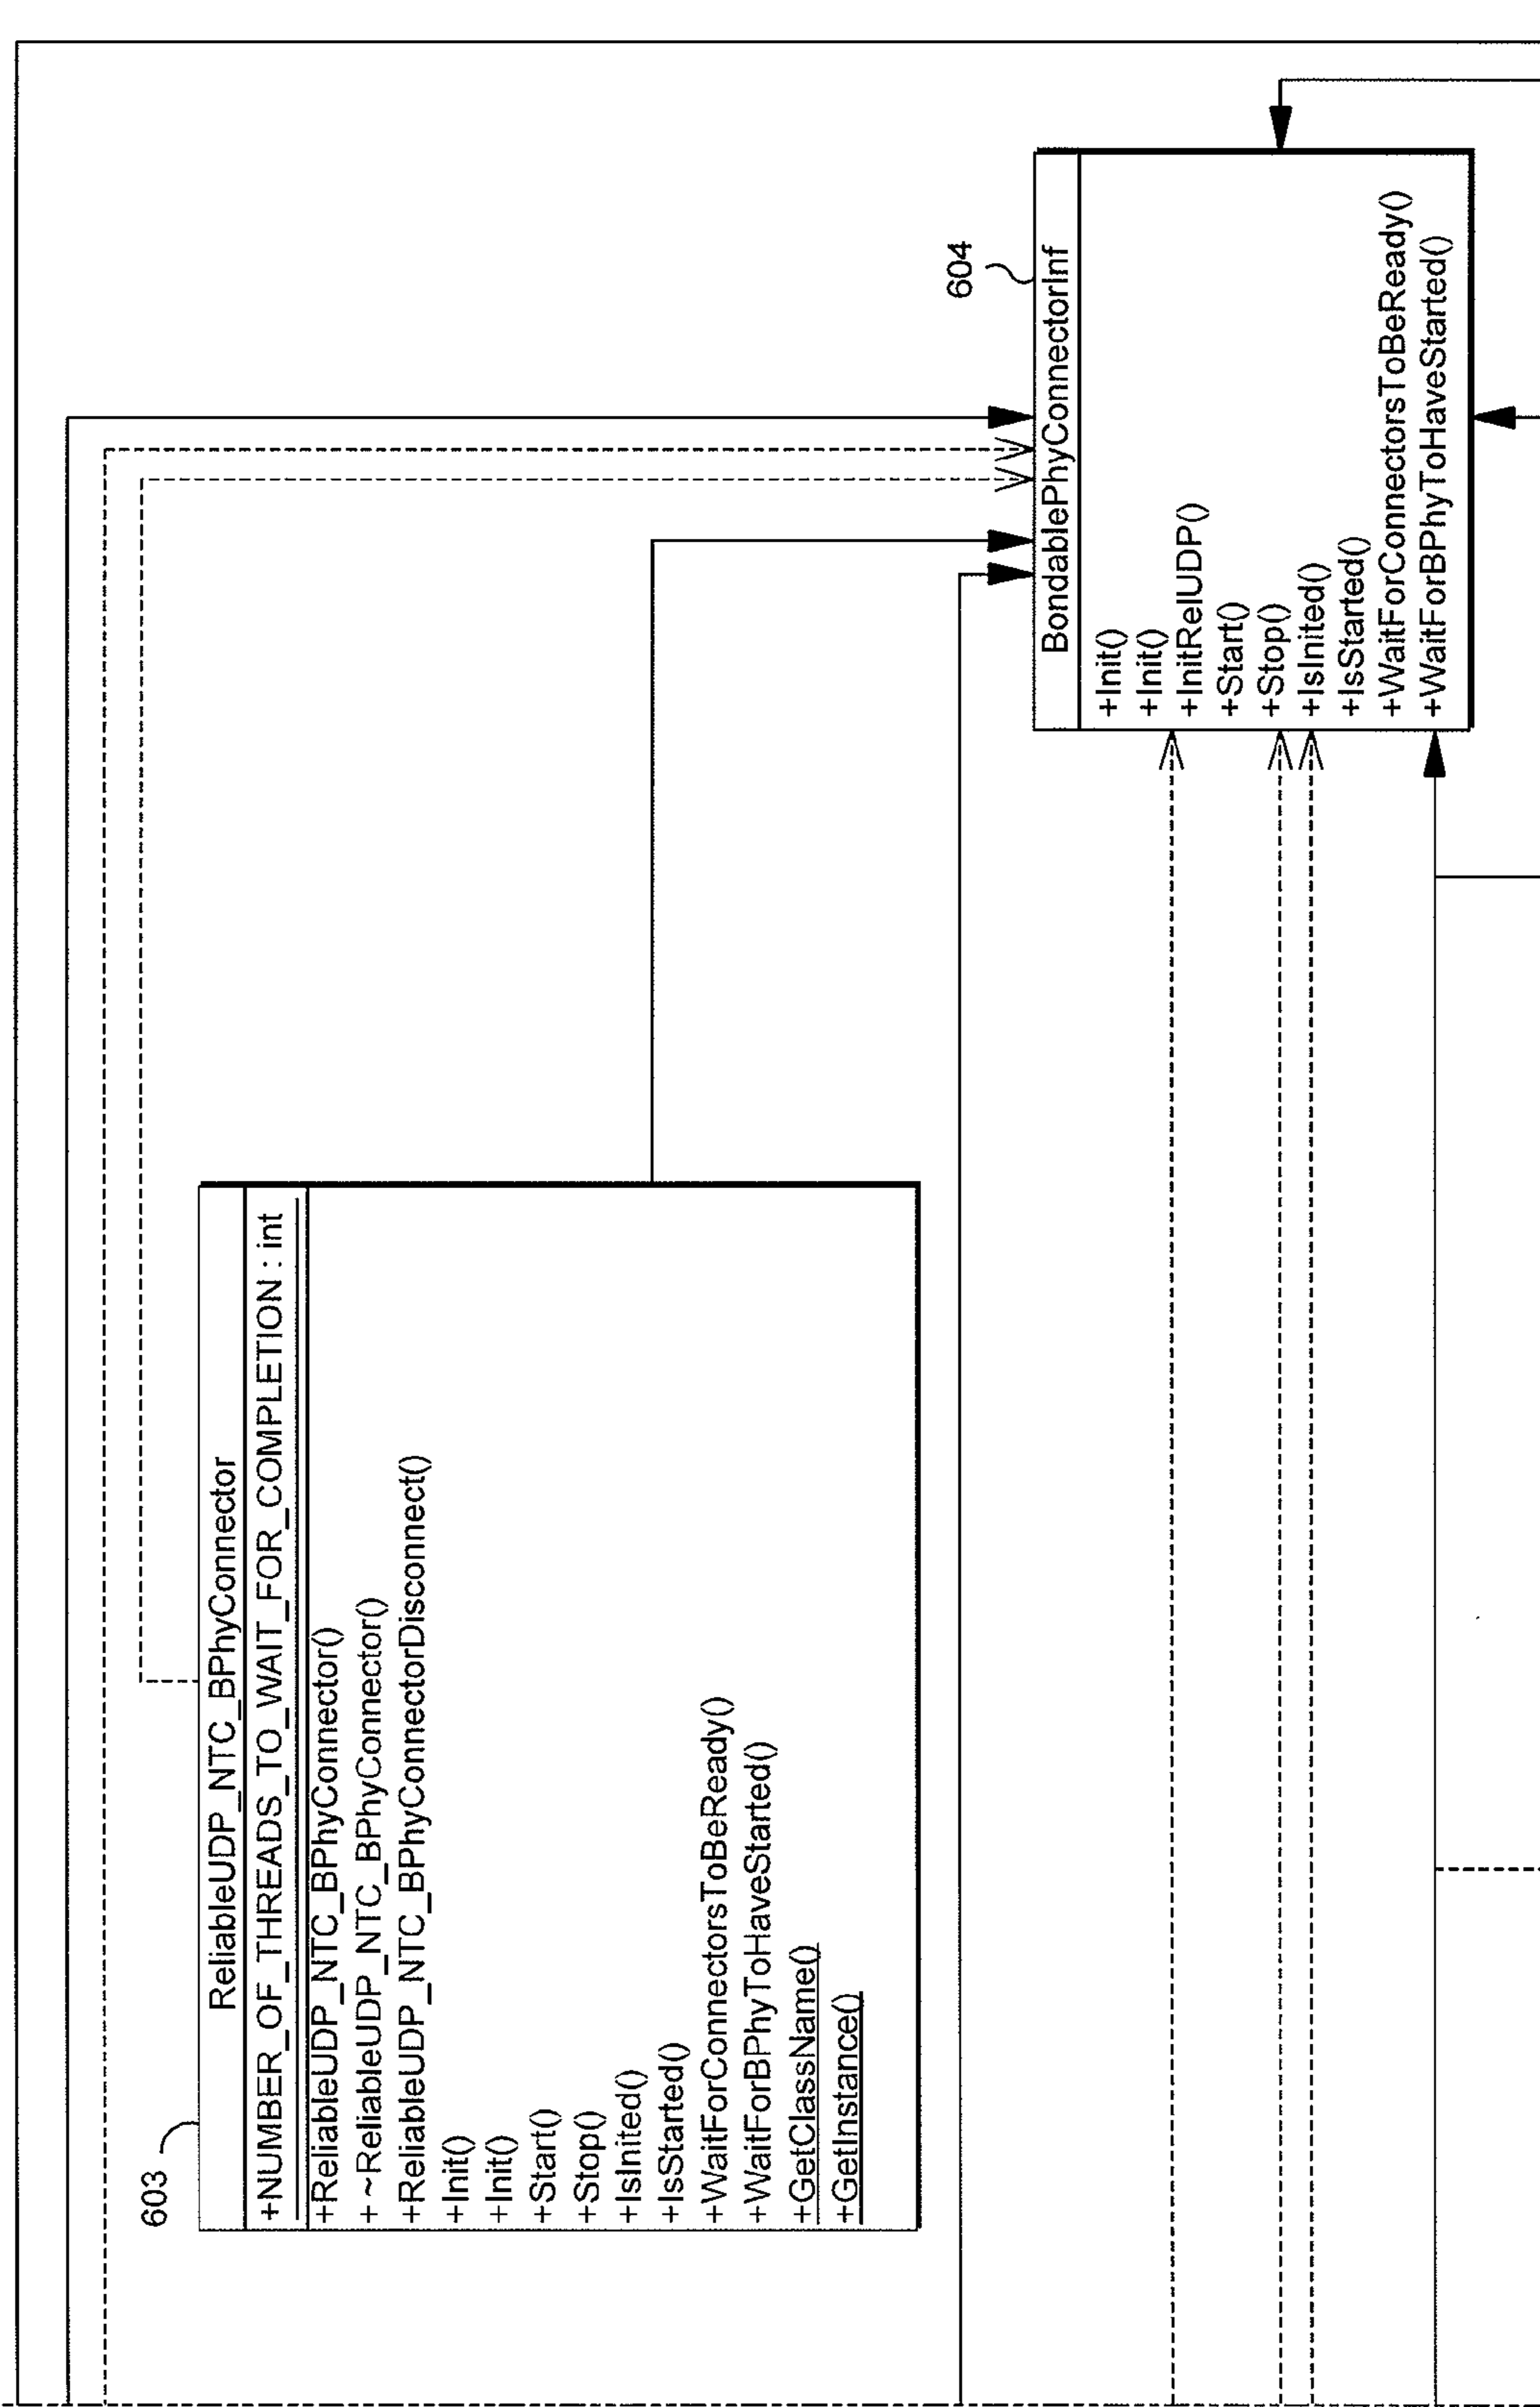 603
ReliableUDP_NTC_BPhyConnector
+NUMBER_OF_THREADS_TO_WAIT_FOR_COMPLETION : int
+ReliableUDP_NTC_BPhyConnector()
+ ~ReliableUDP_NTC_BPhyConnector()
+ReliableUDP_NTC_BPhyConnectorDisconnect()
+Init()
+Init()
+Start()
+Stop()
+IsInited()
+IsStarted()
+WaitForConnectorsToBeReady()
+WaitForBPhyToHaveStarted()
+GetClassName()
+GetInstance()
604
BondablePhyConnectorInf
+Init()
+Init()
+InitRelUDP()
+Start()
+Stop()
+IsInited()
+IsStarted()
+WaitForConnectorsToBeReady()
+WaitForBPhyToHaveStarted()